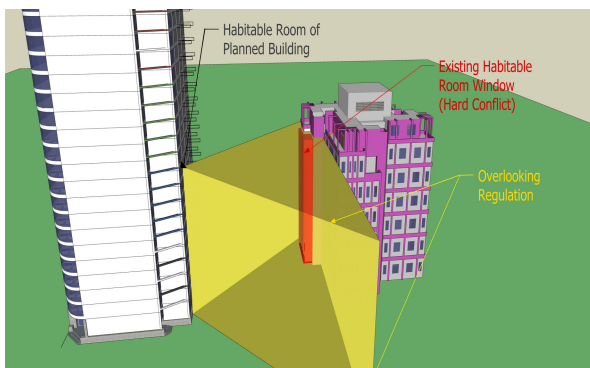 Habitable Room of
Planned Building
Existing Habitable
Room Window
(Hard Conflict)
Overlooking
Regulation